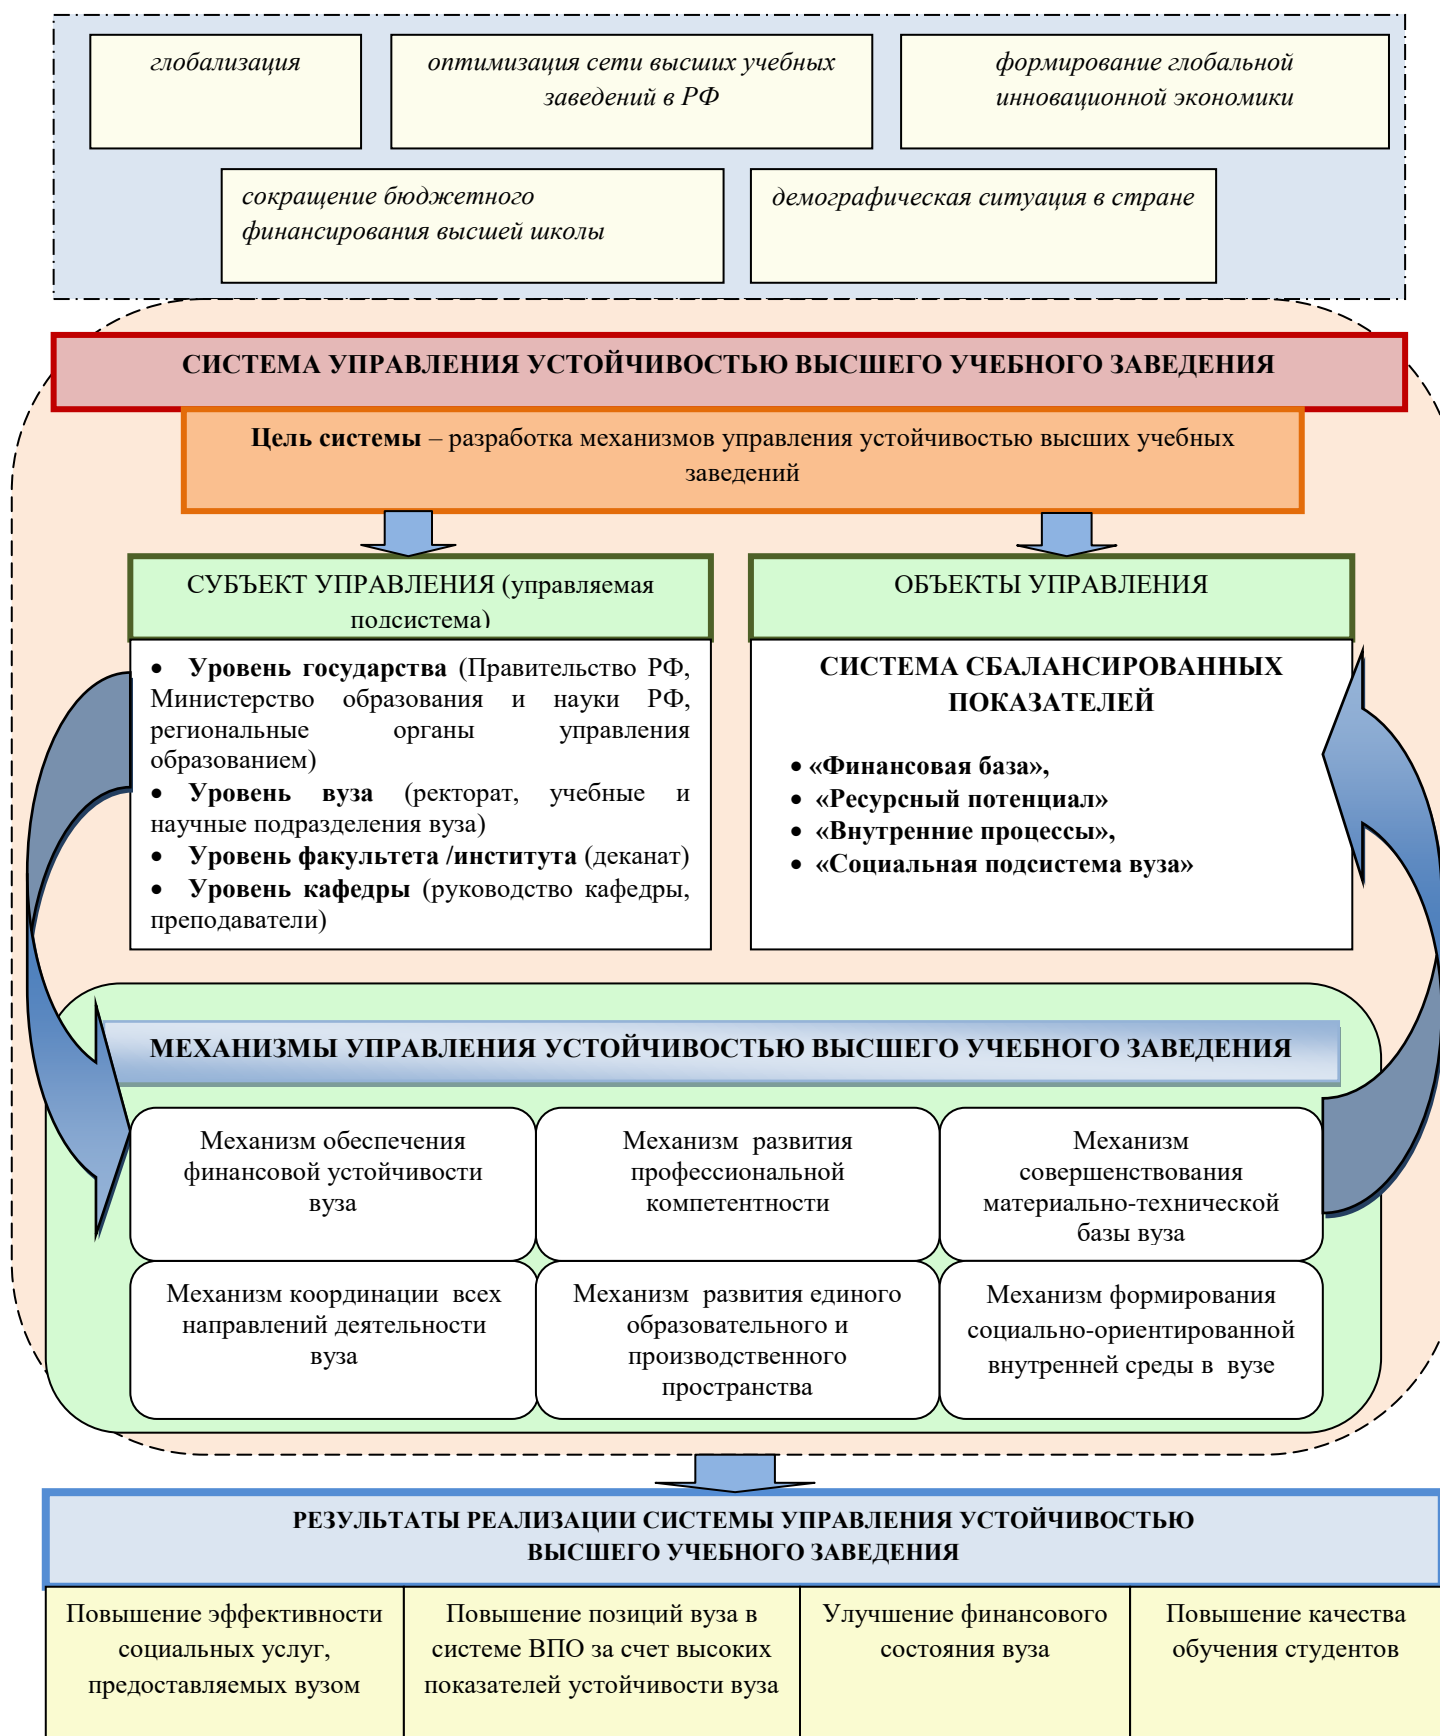 глобализация
оптимизация сети высших учебных
заведений в РФ
формирование глобальной
инновационной экономики
сокращение бюджетного
финансирования высшей школы
демографическая ситуация в стране
СИСТЕМА УПРАВЛЕНИЯ УСТОЙЧИВОСТЬЮ ВЫСШЕГО УЧЕБНОГО ЗАВЕДЕНИЯ
Цель системы – разработка механизмов управления устойчивостью высших учебных
заведений
СУБЪЕКТ УПРАВЛЕНИЯ (управляемая
подсистема)
• Уровень государства (Правительство РФ,
Министерство образования и науки РФ,
региональные органы управления
образованием)
• Уровень вуза (ректорат, учебные и
научные подразделения вуза)
• Уровень факультета /института (деканат)
• Уровень кафедры (руководство кафедры,
преподаватели)
ОБЪЕКТЫ УПРАВЛЕНИЯ
СИСТЕМА СБАЛАНСИРОВАННЫХ
ПОКАЗАТЕЛЕЙ
• «Финансовая база»,
• «Ресурсный потенциал»
• «Внутренние процессы»,
• «Социальная подсистема вуза»
МЕХАНИЗМЫ УПРАВЛЕНИЯ УСТОЙЧИВОСТЬЮ ВЫСШЕГО УЧЕБНОГО ЗАВЕДЕНИЯ
Механизм обеспечения
финансовой устойчивости
вуза
Механизм развития
профессиональной
компетентности
Механизм
совершенствования
материально-технической
базы вуза
Механизм координации всех
направлений деятельности
вуза
Механизм развития единого
образовательного и
производственного
пространства
Механизм формирования
социально-ориентированной
внутренней среды в вузе
РЕЗУЛЬТАТЫ РЕАЛИЗАЦИИ СИСТЕМЫ УПРАВЛЕНИЯ УСТОЙЧИВОСТЬЮ
ВЫСШЕГО УЧЕБНОГО ЗАВЕДЕНИЯ
Повышение эффективности
социальных услуг,
предоставляемых вузом
Повышение позиций вуза в
системе ВПО за счет высоких
показателей устойчивости вуза
Улучшение финансового
состояния вуза
Повышение качества
обучения студентов